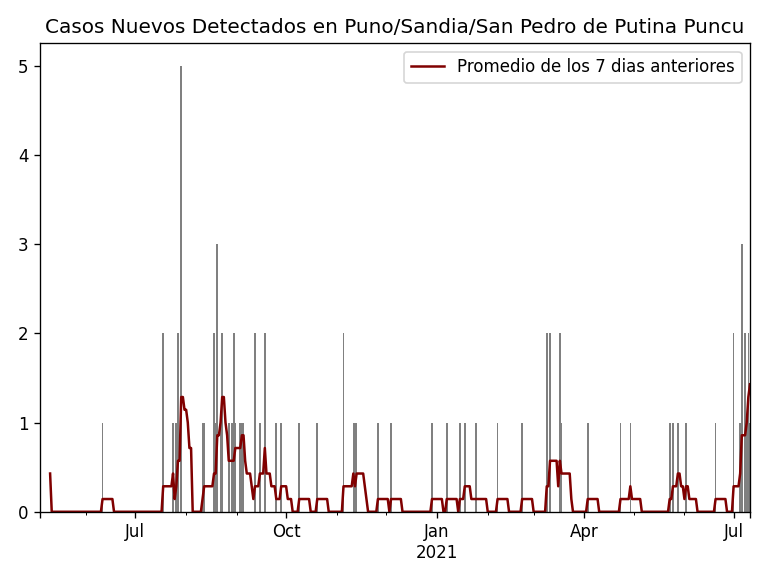 Casos Nuevos Detectados en Puno/Sandia/San Pedro de Putina Puncu
Promedio de los 7 dias anteriores
5
4
3
2
1
0
Jul
Oct
Jan
Apr
Jul
2021